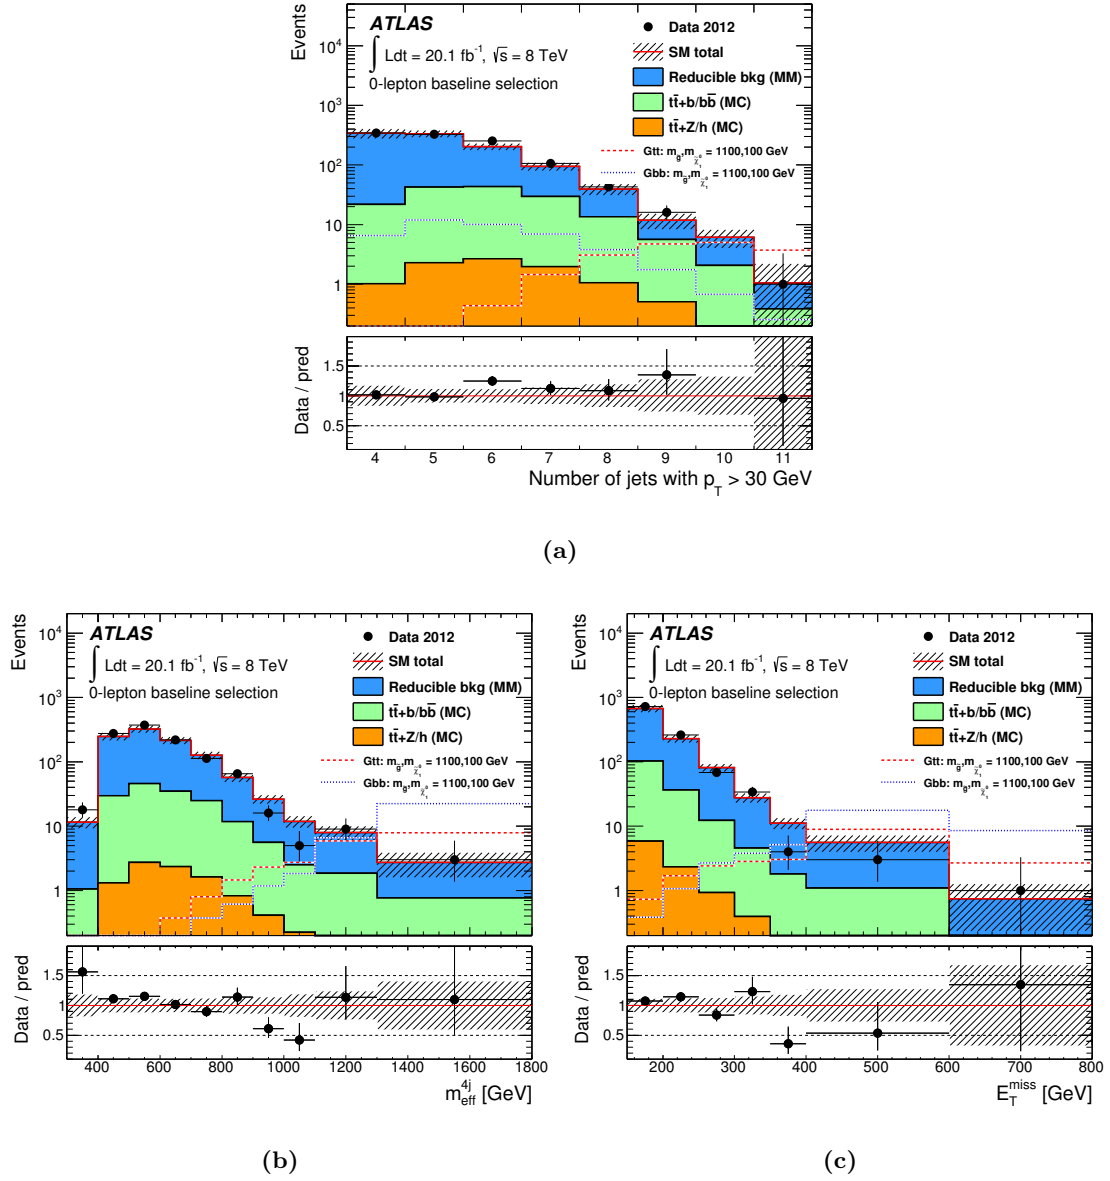 Events
10⁴
10³
10²
10
1
ATLAS
∫ Ldt = 20.1 fb⁻¹, √s = 8 TeV
0-lepton baseline selection
Data 2012
SM total
Reducible bkg (MM)
tt̄+b/bb̄ (MC)
tt̄+Z/h (MC)
Gtt: m_g̃,m_χ̃₁⁰ = 1100,100 GeV
Gbb: m_g̃,m_χ̃₁⁰ = 1100,100 GeV
Data / pred
1.5
1
0.5
4 5 6 7 8 9 10 11
Number of jets with p_T > 30 GeV
(a)
Events
10⁴
10³
10²
10
1
ATLAS
∫ Ldt = 20.1 fb⁻¹, √s = 8 TeV
0-lepton baseline selection
Data 2012
SM total
Reducible bkg (MM)
tt̄+b/bb̄ (MC)
tt̄+Z/h (MC)
Gtt: m_g̃,m_χ̃₁⁰ = 1100,100 GeV
Gbb: m_g̃,m_χ̃₁⁰ = 1100,100 GeV
Data / pred
1.5
1
0.5
400 600 800 1000 1200 1400 1600 1800
m_eff^4j [GeV]
(b)
Events
10⁴
10³
10²
10
1
ATLAS
∫ Ldt = 20.1 fb⁻¹, √s = 8 TeV
0-lepton baseline selection
Data 2012
SM total
Reducible bkg (MM)
tt̄+b/bb̄ (MC)
tt̄+Z/h (MC)
Gtt: m_g̃,m_χ̃₁⁰ = 1100,100 GeV
Gbb: m_g̃,m_χ̃₁⁰ = 1100,100 GeV
Data / pred
1.5
1
0.5
200 300 400 500 600 700 800
E_T^miss [GeV]
(c)